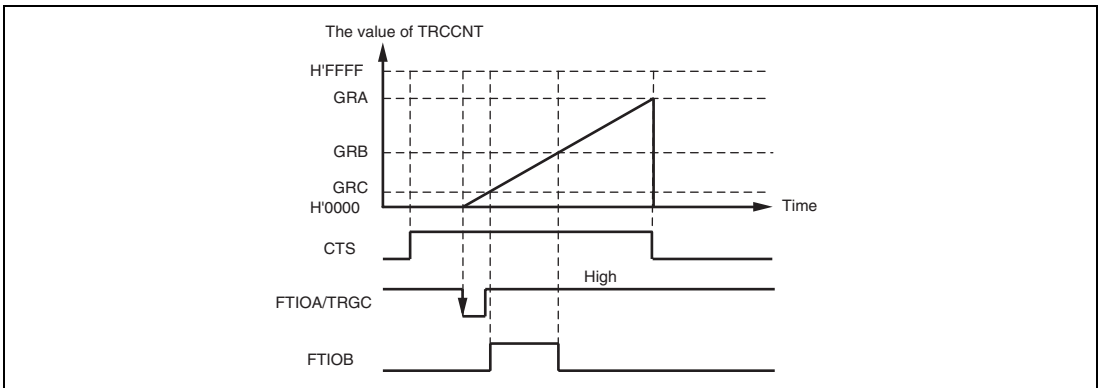 The value of TRCCNT
H'FFFF
GRA
GRB
GRC
H'0000
Time
CTS
High
FTIOA/TRGC
FTIOB